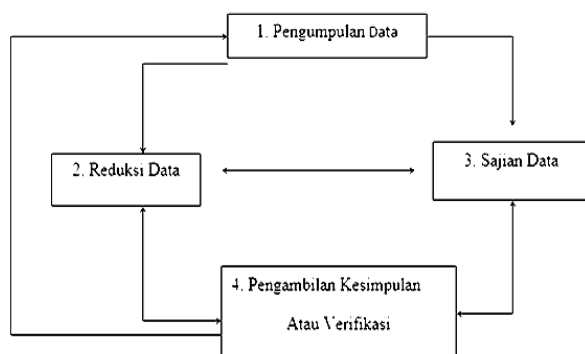 1. Pengumpulan Data
2. Reduksi Data
3. Sajian Data
4. Pengambilan Kesimpulan
Atau Verifikasi